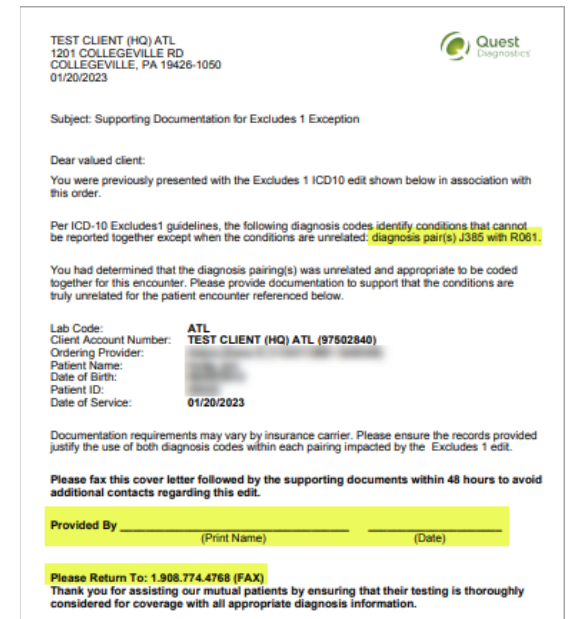 TEST CLIENT (HQ) ATL
1201 COLLEGEVILLE RD
COLLEGEVILLE, PA 19426-1050
01/20/2023
Quest
Diagnostics
Subject: Supporting Documentation for Excludes 1 Exception
Dear valued client:
You were previously presented with the Excludes 1 ICD10 edit shown below in association with
this order.
Per ICD-10 Excludes1 guidelines, the following diagnosis codes identify conditions that cannot
be reported together except when the conditions are unrelated: diagnosis pair(s) J385 with R061.
You had determined that the diagnosis pairing(s) was unrelated and appropriate to be coded
together for this encounter. Please provide documentation to support that the conditions are
truly unrelated for the patient encounter referenced below.
Lab Code: ATL
Client Account Number: TEST CLIENT (HQ) ATL (97502840)
Ordering Provider:
Patient Name:
Date of Birth:
Patient ID:
Date of Service: 01/20/2023
Documentation requirements may vary by insurance carrier. Please ensure the records provided
justify the use of both diagnosis codes within each pairing impacted by the Excludes 1 edit.
Please fax this cover letter followed by the supporting documents within 48 hours to avoid
additional contacts regarding this edit.
Provided By
(Print Name) (Date)
Please Return To: 1.908.774.4768 (FAX)
Thank you for assisting our mutual patients by ensuring that their testing is thoroughly
considered for coverage with all appropriate diagnosis information.